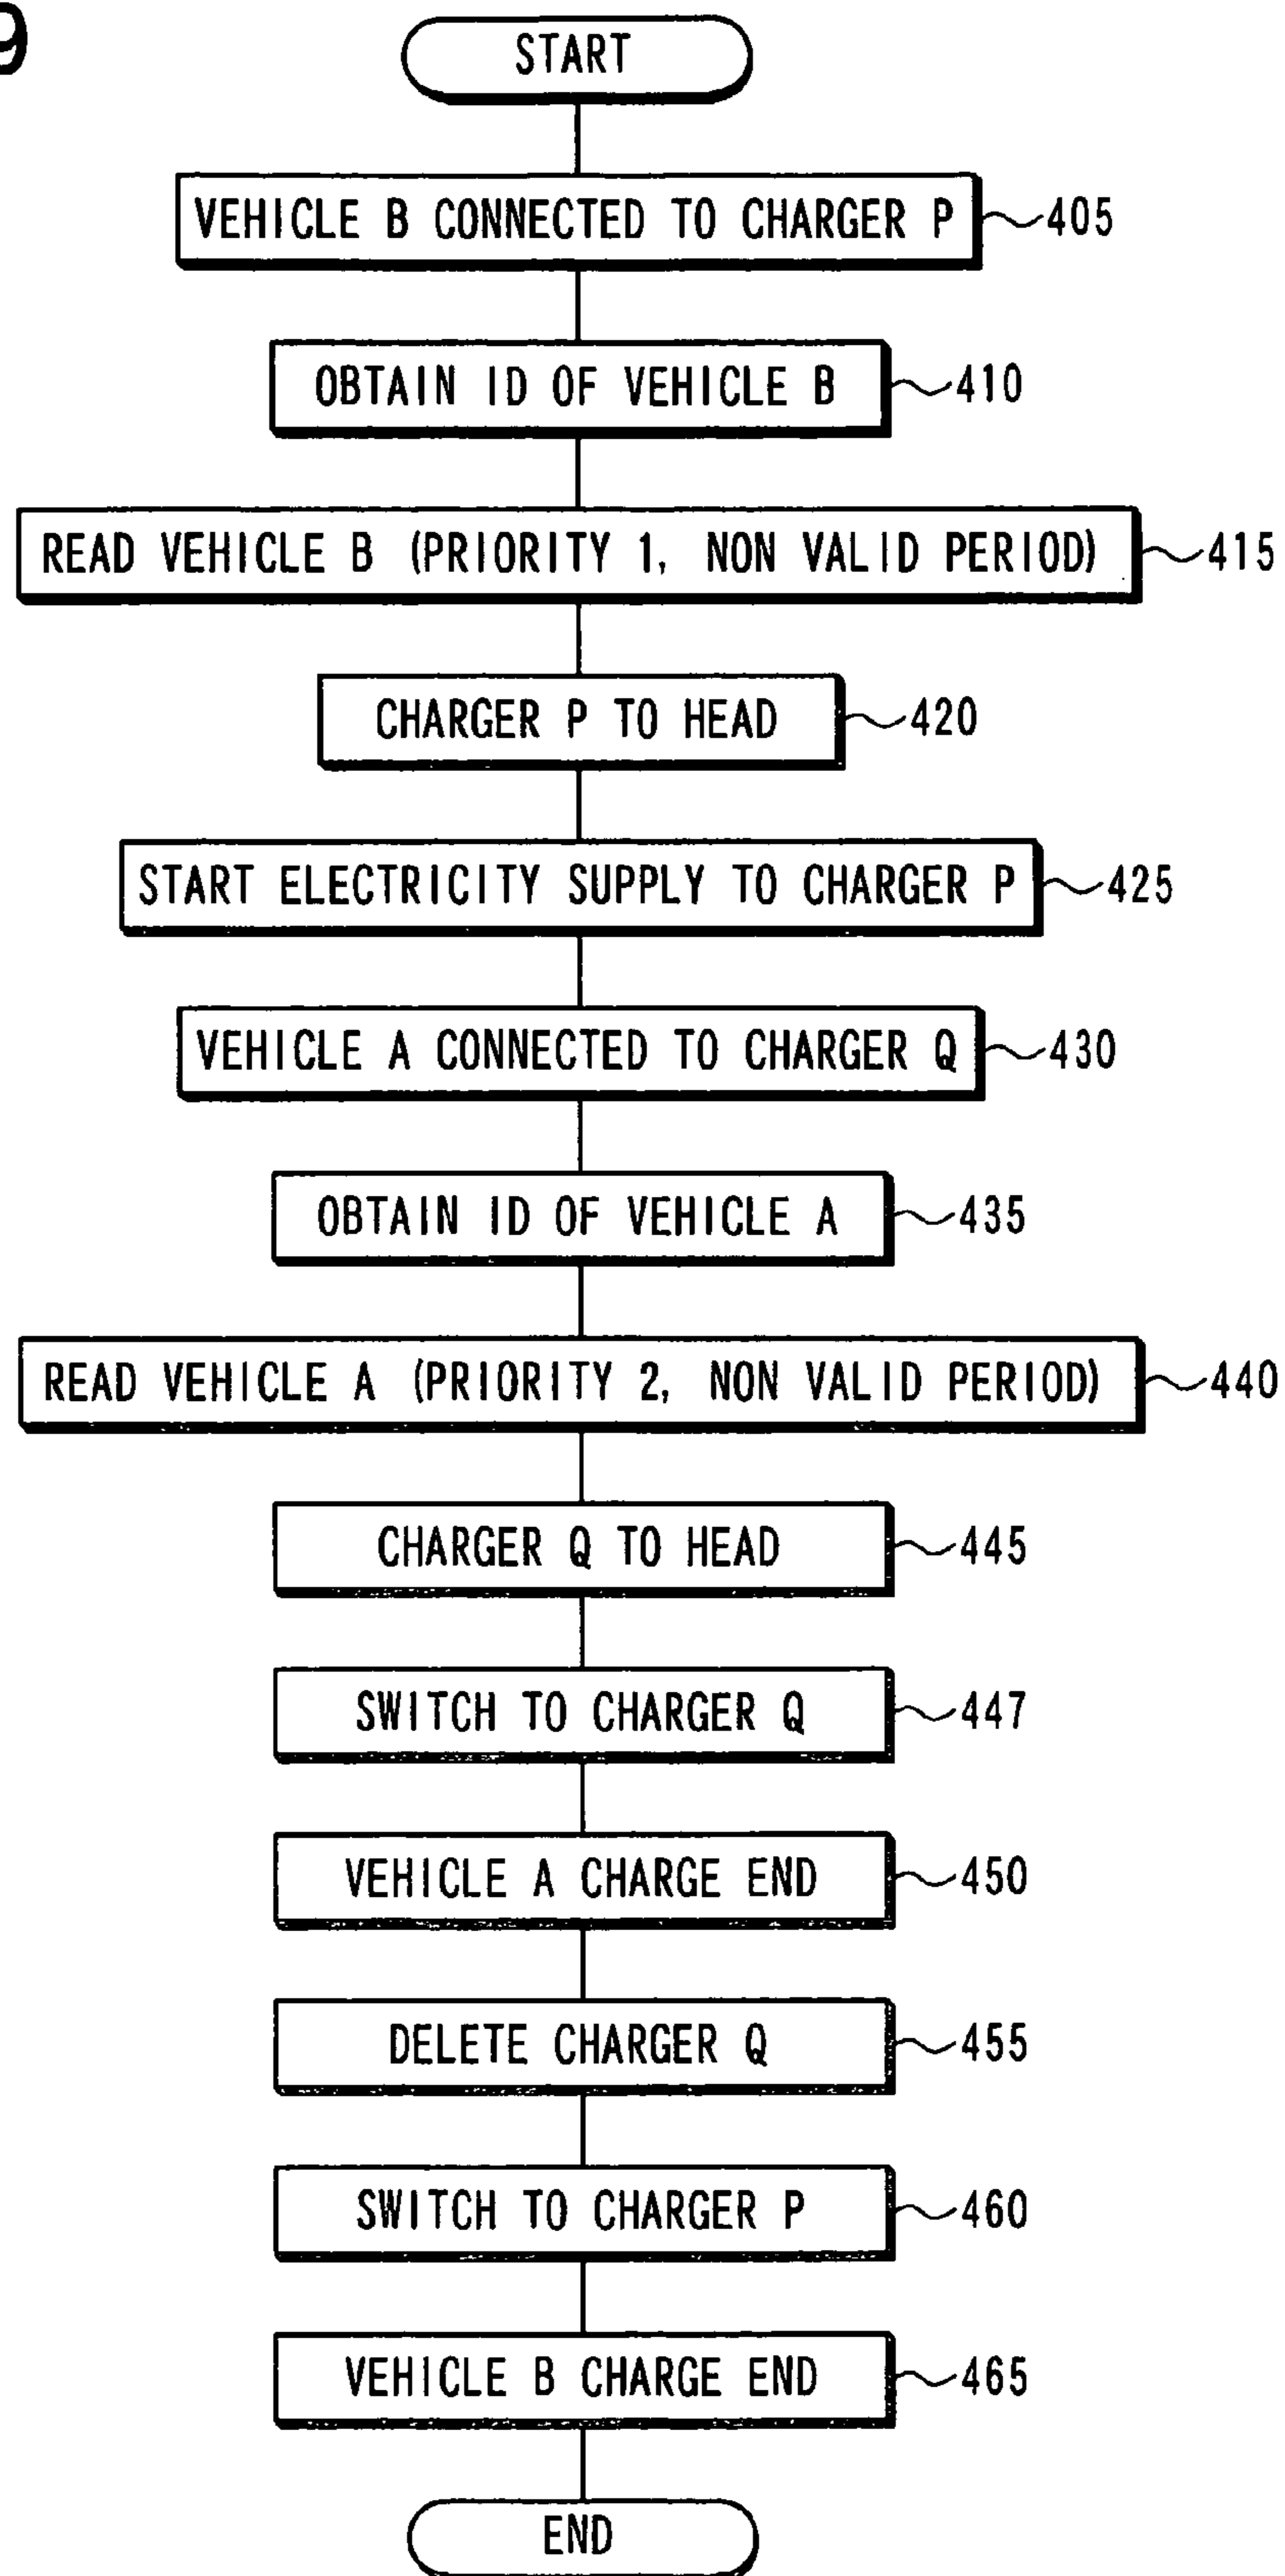 9
START
VEHICLE B CONNECTED TO CHARGER P 405
OBTAIN ID OF VEHICLE B 410
READ VEHICLE B (PRIORITY 1, NON VALID PERIOD) 415
CHARGER P TO HEAD 420
START ELECTRICITY SUPPLY TO CHARGER P 425
VEHICLE A CONNECTED TO CHARGER Q 430
OBTAIN ID OF VEHICLE A 435
READ VEHICLE A (PRIORITY 2, NON VALID PERIOD) 440
CHARGER Q TO HEAD 445
SWITCH TO CHARGER Q 447
VEHICLE A CHARGE END 450
DELETE CHARGER Q 455
SWITCH TO CHARGER P 460
VEHICLE B CHARGE END 465
END